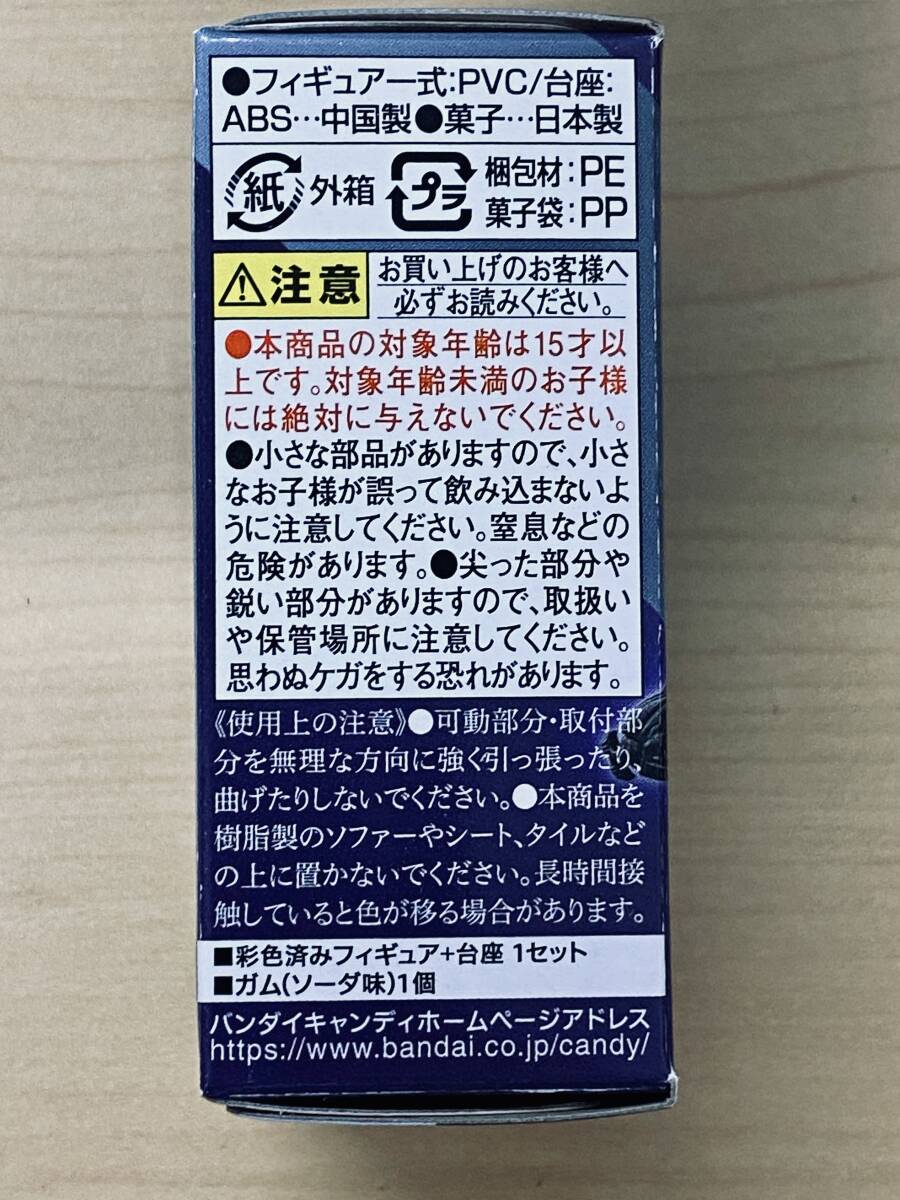 ●フィギュア一式:PVC/台座:
ABS…中国製●菓子…日本製
紙 外箱 プラ 梱包材:PE
菓子袋:PP
注意 お買い上げのお客様へ
必ずお読みください。
●本商品の対象年齢は15才以
上です。対象年齢未満のお子様
には絶対に与えないでください。
●小さな部品がありますので、小さ
なお子様が誤って飲み込まないよ
うに注意してください。窒息などの
危険があります。●尖った部分や
鋭い部分がありますので、取扱い
や保管場所に注意してください。
思わぬケガをする恐れがあります。
《使用上の注意》●可動部分・取付部
分を無理な方向に強く引っ張ったり、
曲げたりしないでください。●本商品を
樹脂製のソファーやシート、タイルなど
の上に置かないでください。長時間接
触していると色が移る場合があります。
■彩色済みフィギュア+台座 1セット
■ガム(ソーダ味)1個
バンダイキャンディホームページアドレス
https://www.bandai.co.jp/candy/